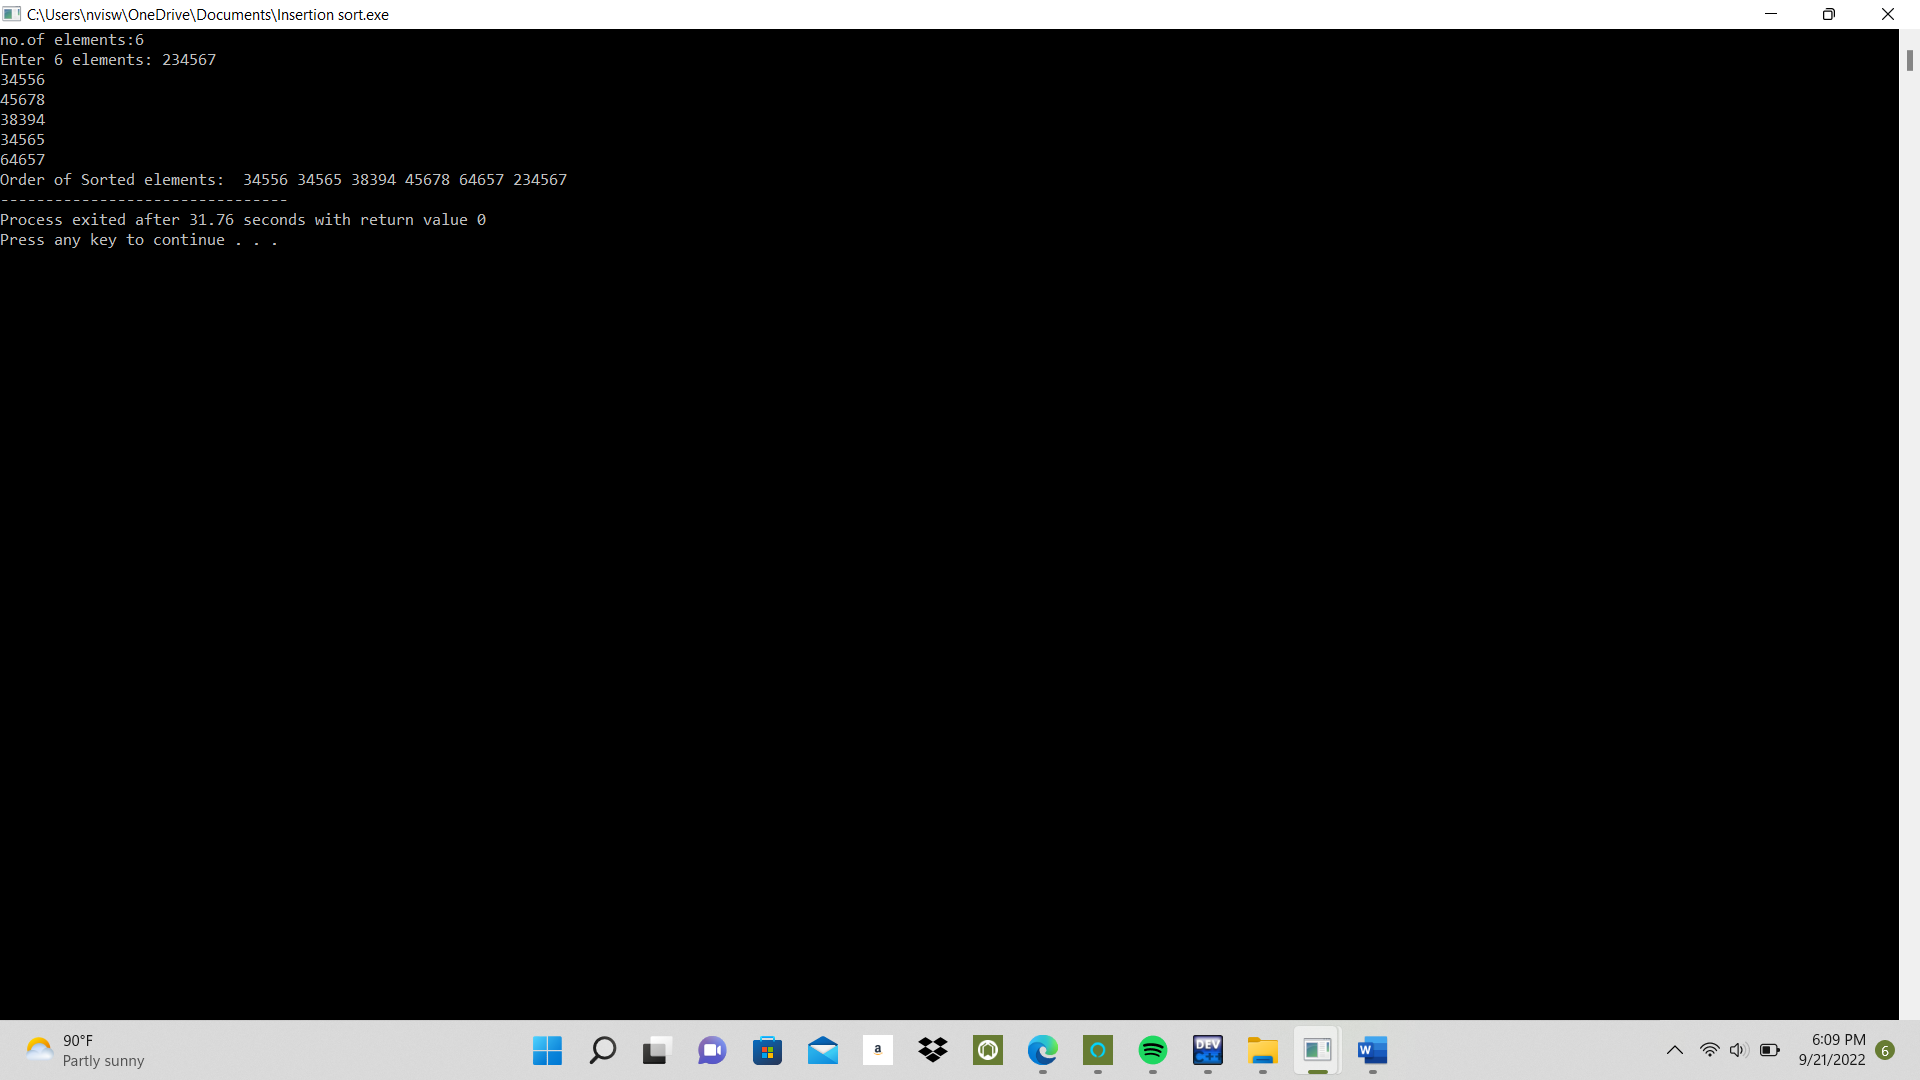 C:\Users\nvisw\OneDrive\Documents\Insertion sort.exe
no.of elements:6
Enter 6 elements: 234567
34556
45678
38394
34565
64657
Order of Sorted elements:  34556 34565 38394 45678 64657 234567
--------------------------------
Process exited after 31.76 seconds with return value 0
Press any key to continue . . .
90°F
Partly sunny
a
DEV
C++
W
6:09 PM
9/21/2022
6